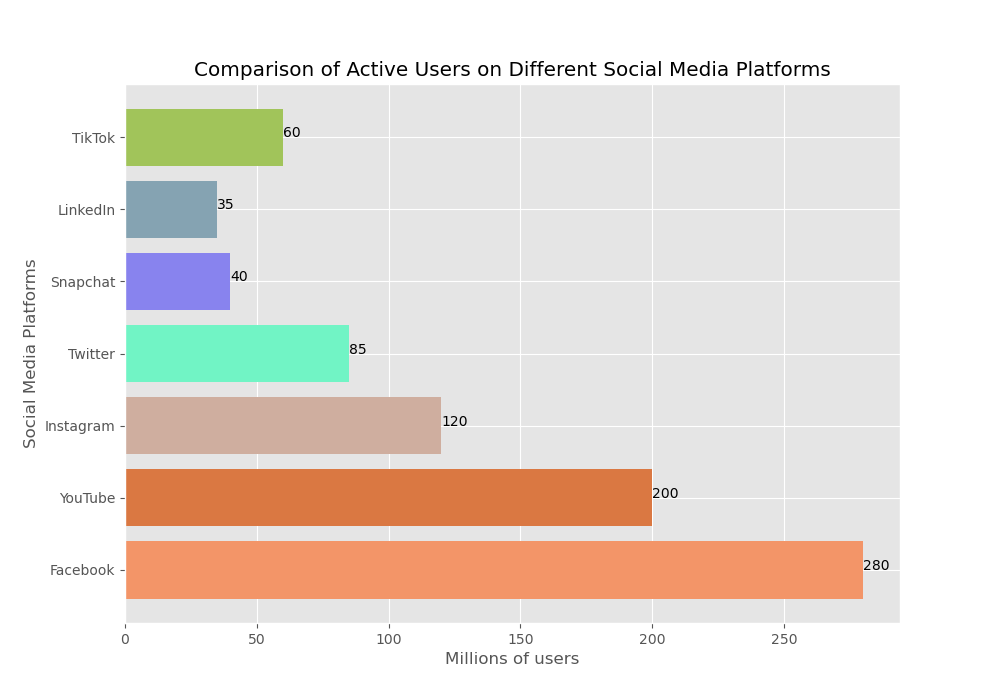 Comparison of Active Users on Different Social Media Platforms
TikTok
60
LinkedIn
35
Snapchat
40
Twitter
85
Instagram
120
YouTube
200
Facebook
280
Social Media Platforms
0 50 100 150 200 250
Millions of users